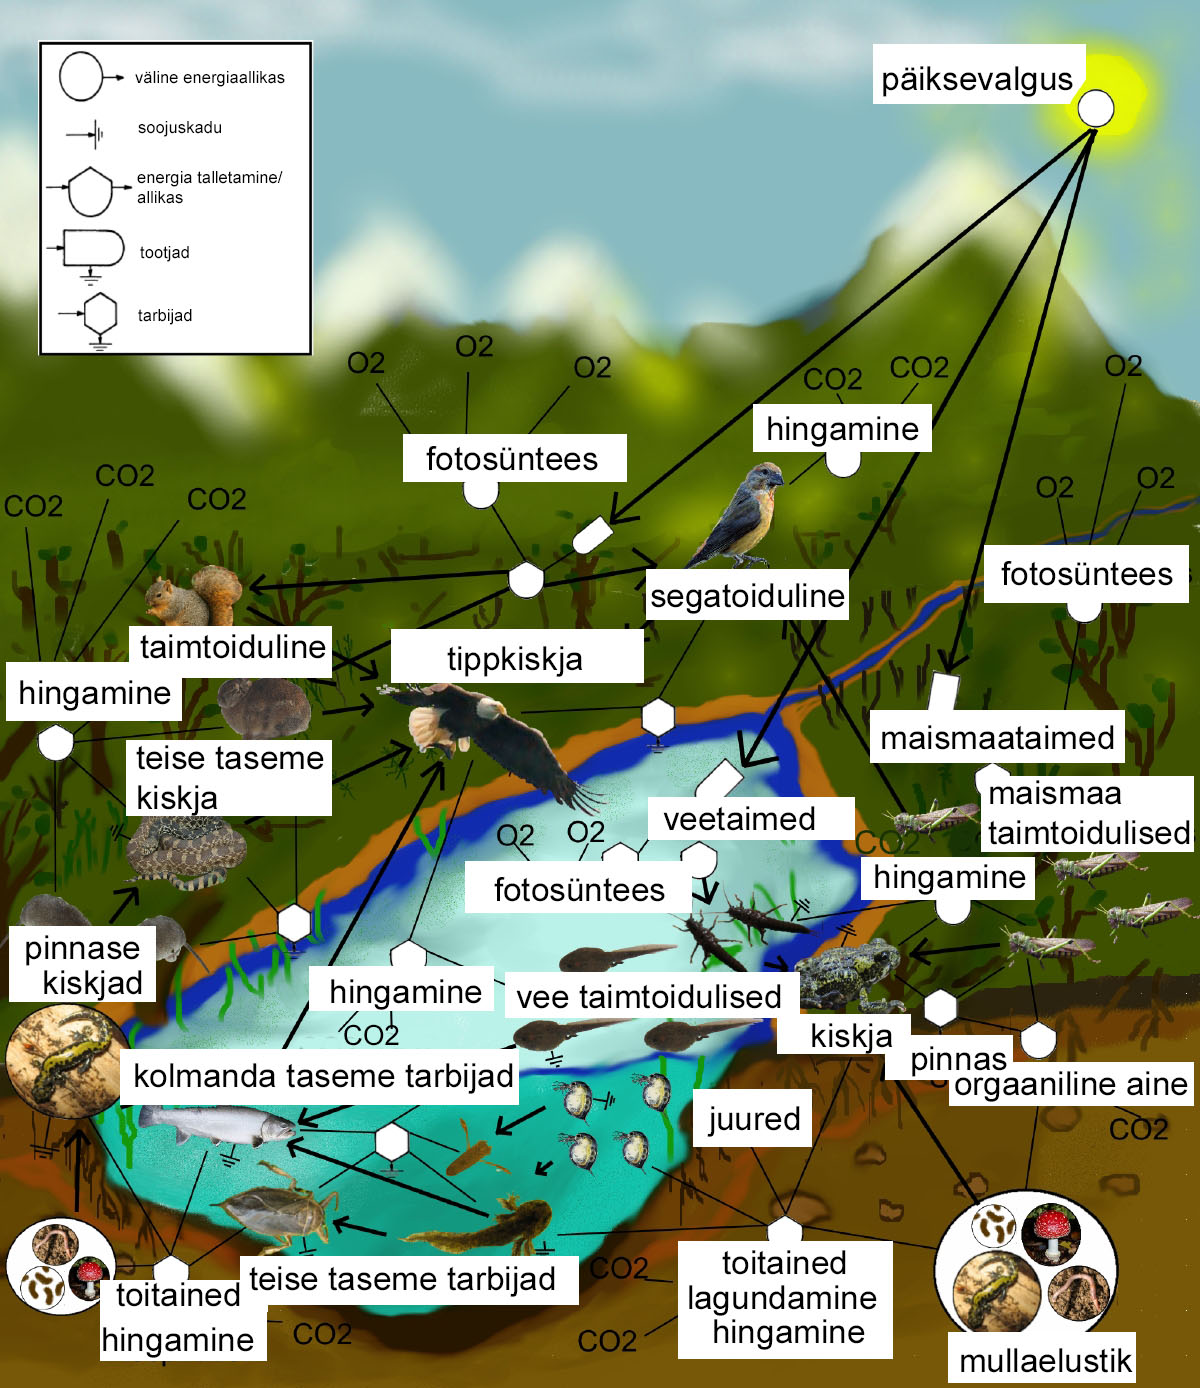 väline energiaallikas
soojuskadu
energia talletamine/
allikas
tootjad
tarbijad
päiksevalgus
O2
O2
O2
fotosüntees
CO2
CO2
hingamine
O2
O2
O2
fotosüntees
CO2
CO2
CO2
taimtoiduline
hingamine
segatoiduline
tippkiskja
teise taseme
kiskja
maismaataimed
maismaa
taimtoidulised
veetaimed
O2
O2
fotosüntees
CO2
hingamine
pinnase
kiskjad
hingamine
CO2
vee taimtoidulised
kiskja
pinnas
orgaaniline aine
CO2
kolmanda taseme tarbijad
juured
teise taseme tarbijad
toitained
hingamine
CO2
CO2
CO2
toitained
lagundamine
hingamine
mullaelustik